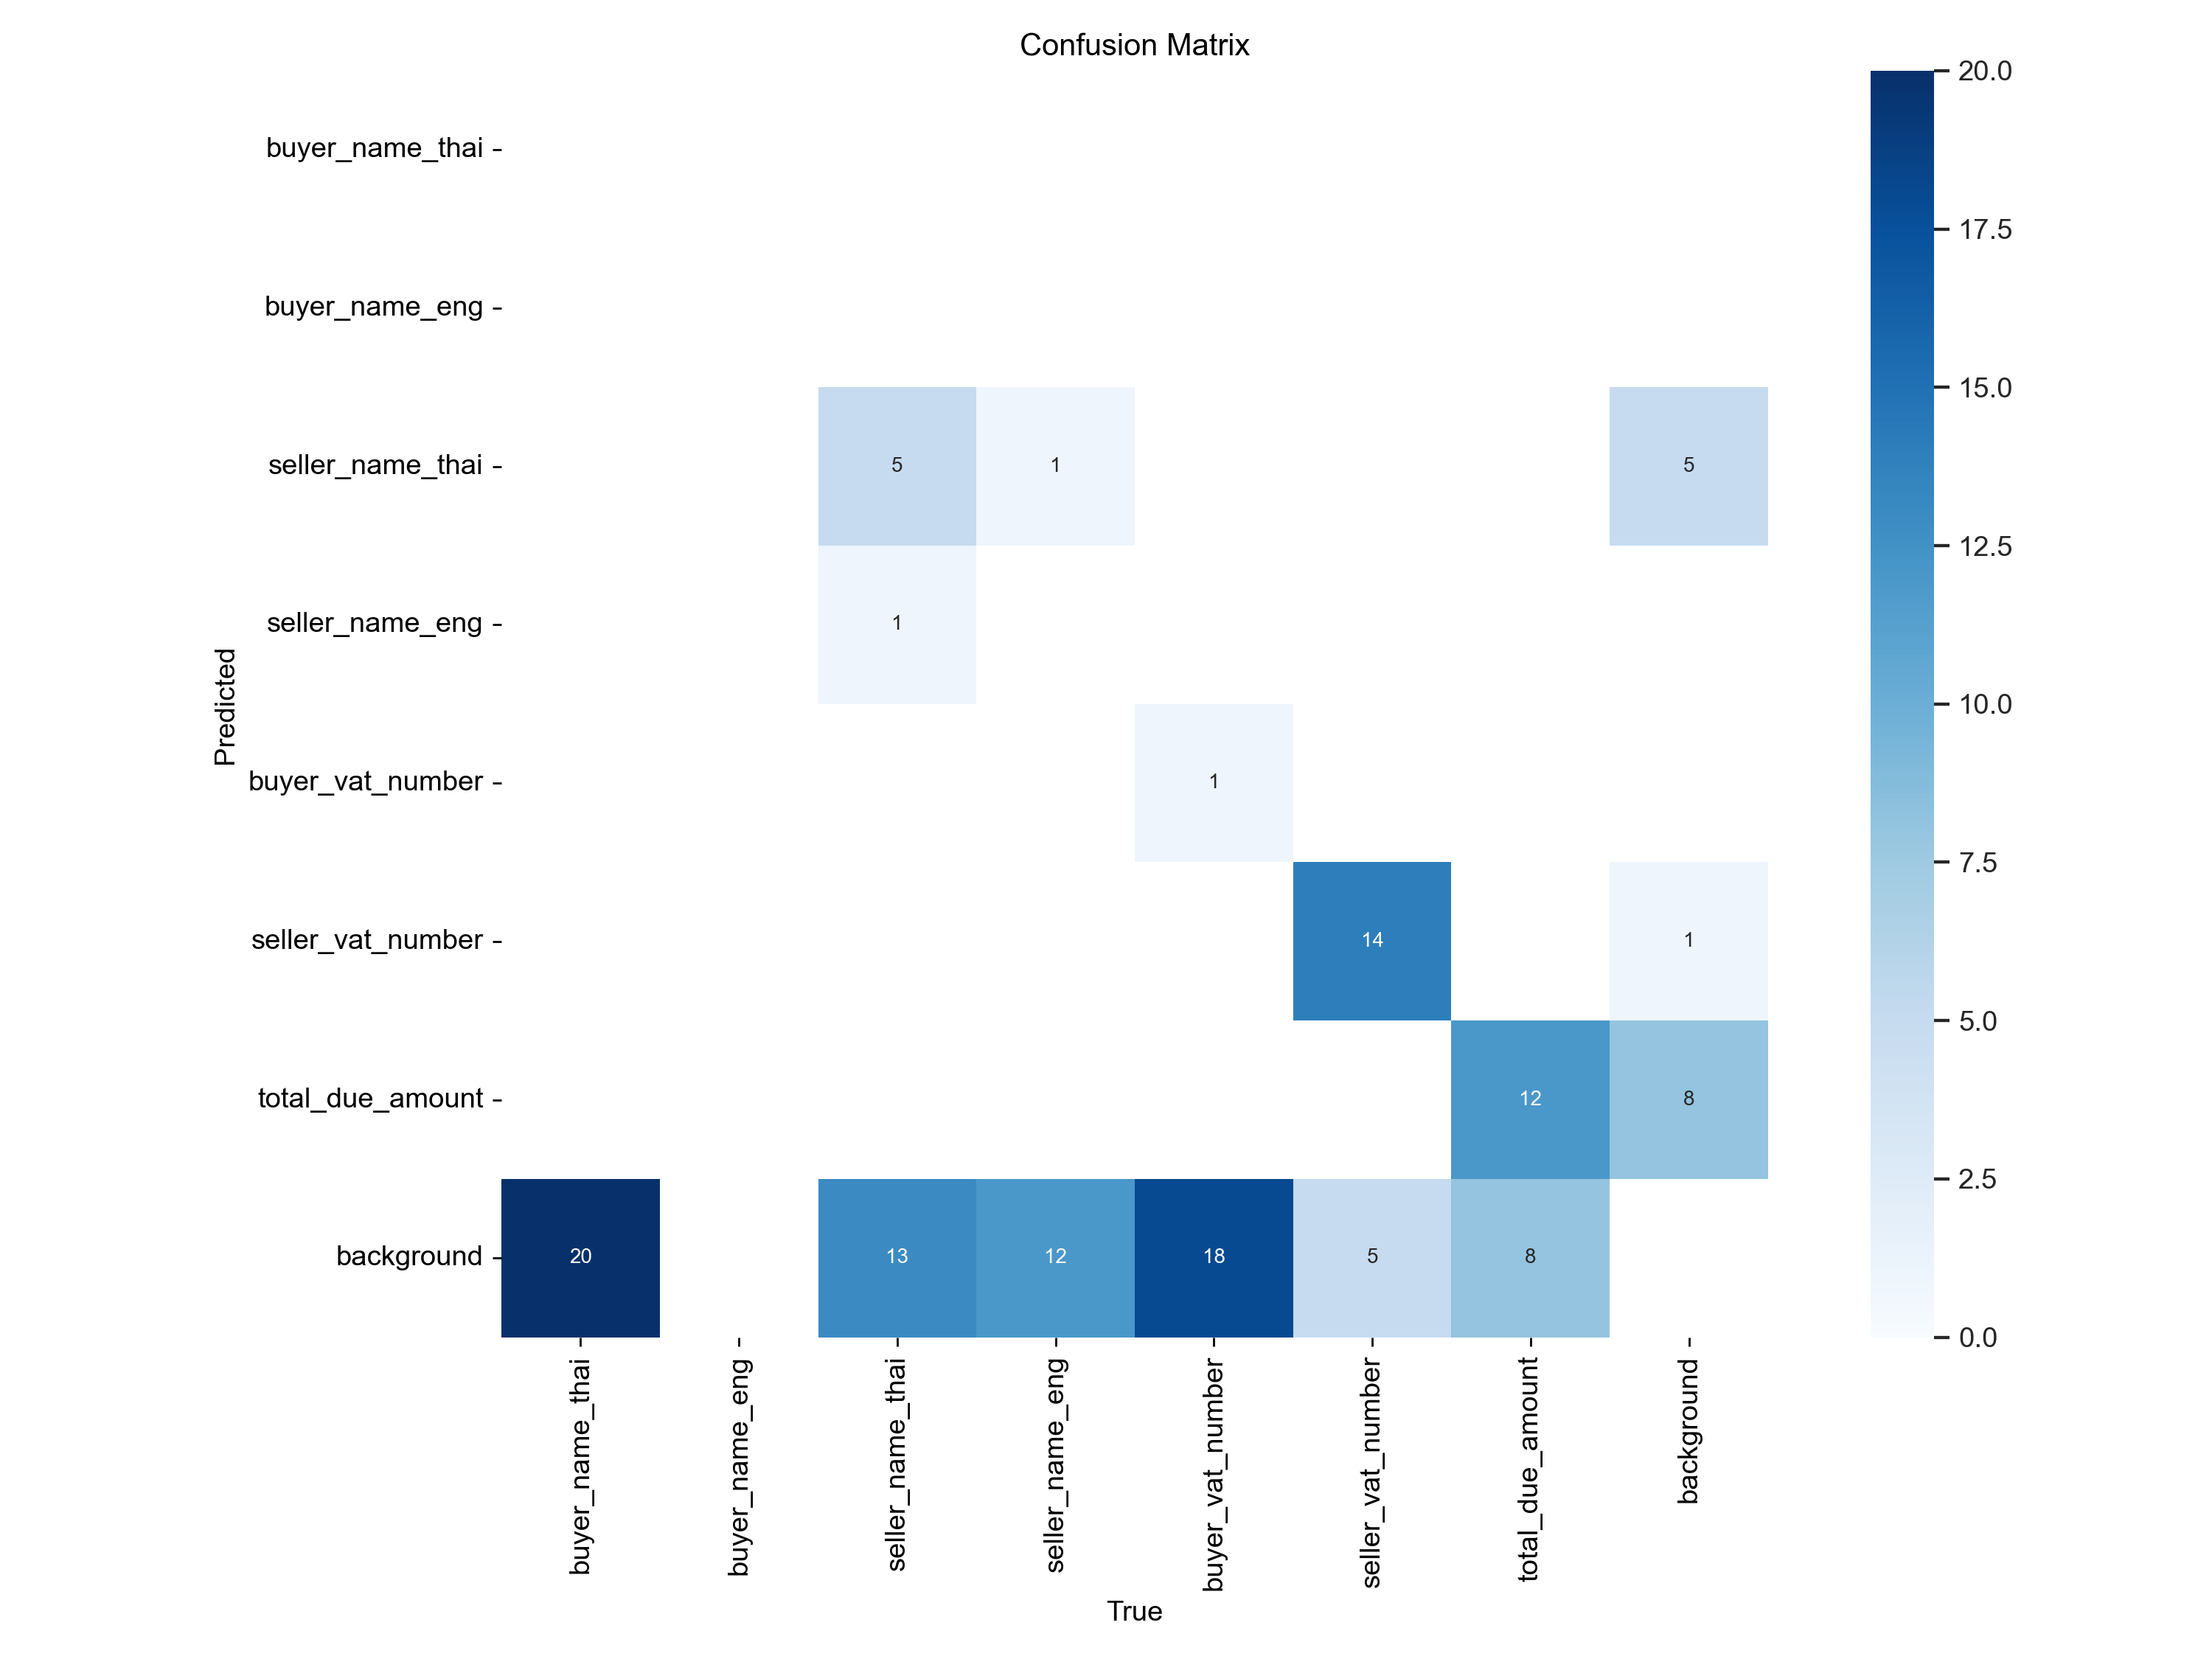 Confusion Matrix
Predicted
buyer_name_thai
buyer_name_eng
seller_name_thai 5 1 5
seller_name_eng 1
buyer_vat_number 1
seller_vat_number 14 1
total_due_amount 12 8
background 20 13 12 18 5 8
buyer_name_thai
buyer_name_eng
seller_name_thai
seller_name_eng
buyer_vat_number
seller_vat_number
total_due_amount
background
True
20.0
17.5
15.0
12.5
10.0
7.5
5.0
2.5
0.0